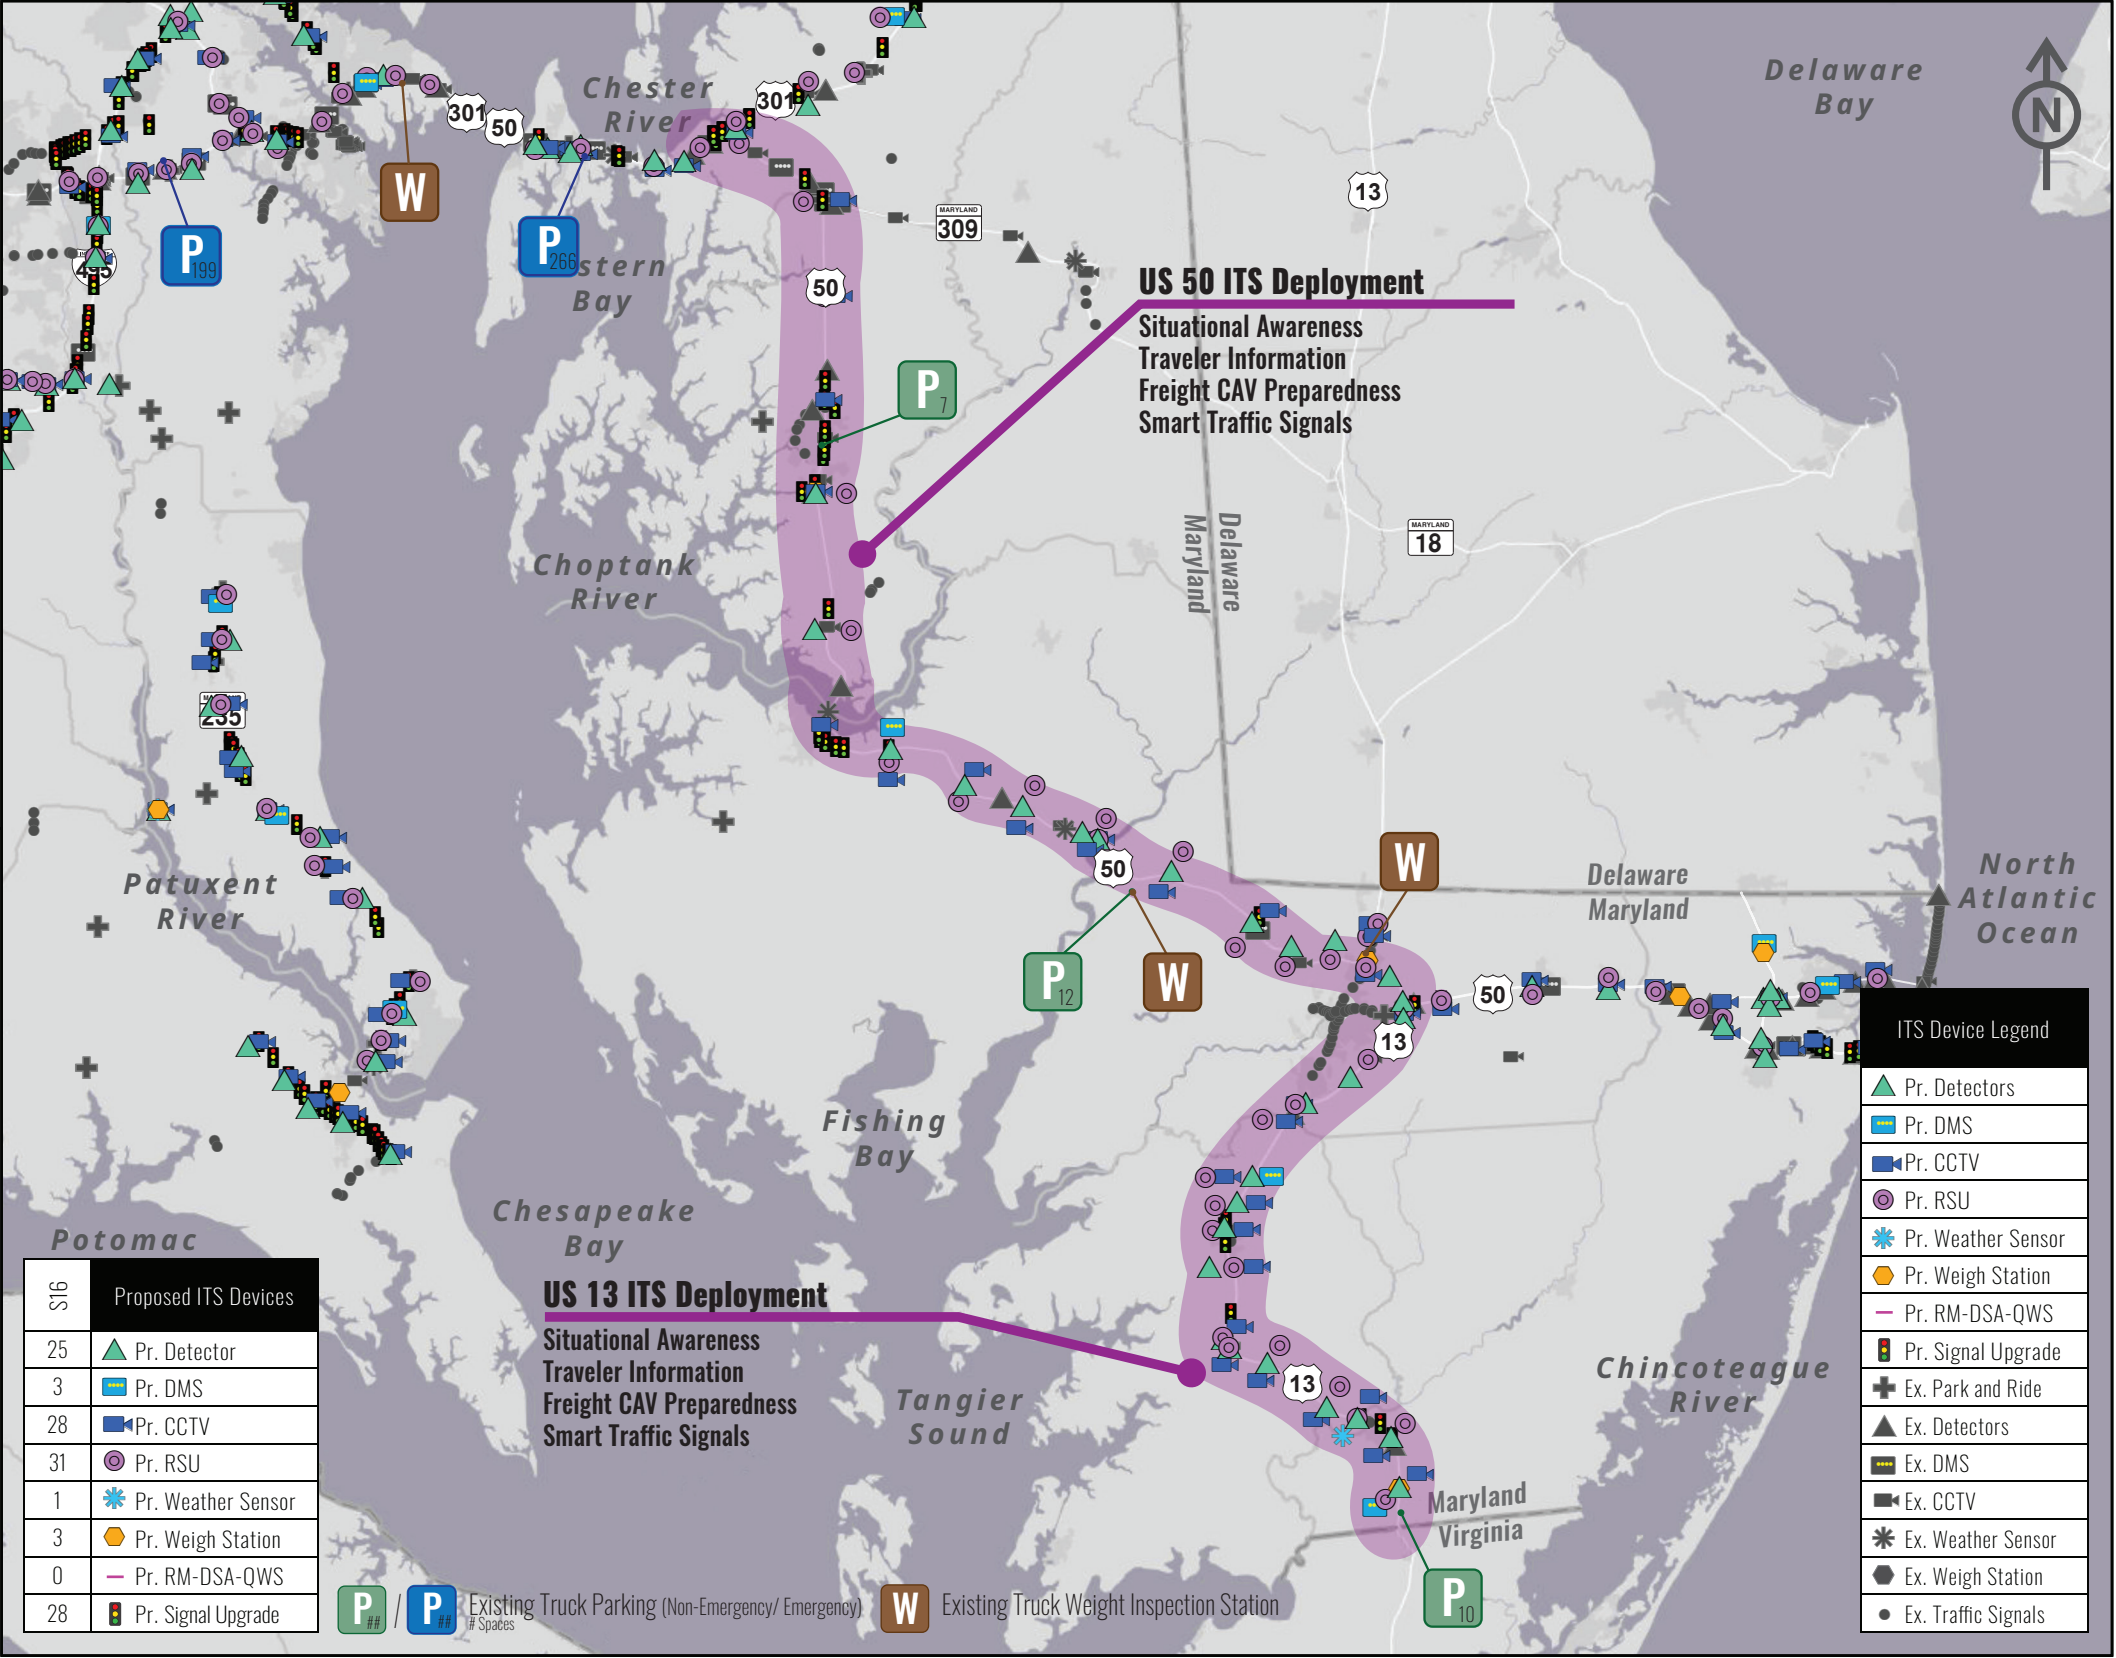 Delaware
Bay
N
Chester
River
301
301
50
13
W
MARYLAND
309
P
199
P
266
stern
Bay
495
50
US 50 ITS Deployment
Situational Awareness
Traveler Information
Freight CAV Preparedness
Smart Traffic Signals
P
7
Maryland
Delaware
MARYLAND
18
Choptank
River
235
50
W
Delaware
Maryland
North
Atlantic
Ocean
Patuxent
River
P
12
W
50
13
Fishing
Bay
Chesapeake
Bay
Potomac
US 13 ITS Deployment
Situational Awareness
Traveler Information
Freight CAV Preparedness
Smart Traffic Signals
Tangier
Sound
13
Chincoteague
River
Maryland
Virginia
P
10
S16
Proposed ITS Devices
25 Pr. Detector
3 Pr. DMS
28 Pr. CCTV
31 Pr. RSU
1 Pr. Weather Sensor
3 Pr. Weigh Station
0 Pr. RM-DSA-QWS
28 Pr. Signal Upgrade
P ## / P ## Existing Truck Parking (Non-Emergency/ Emergency)
# Spaces
W Existing Truck Weight Inspection Station
ITS Device Legend
Pr. Detectors
Pr. DMS
Pr. CCTV
Pr. RSU
Pr. Weather Sensor
Pr. Weigh Station
Pr. RM-DSA-QWS
Pr. Signal Upgrade
Ex. Park and Ride
Ex. Detectors
Ex. DMS
Ex. CCTV
Ex. Weather Sensor
Ex. Weigh Station
Ex. Traffic Signals